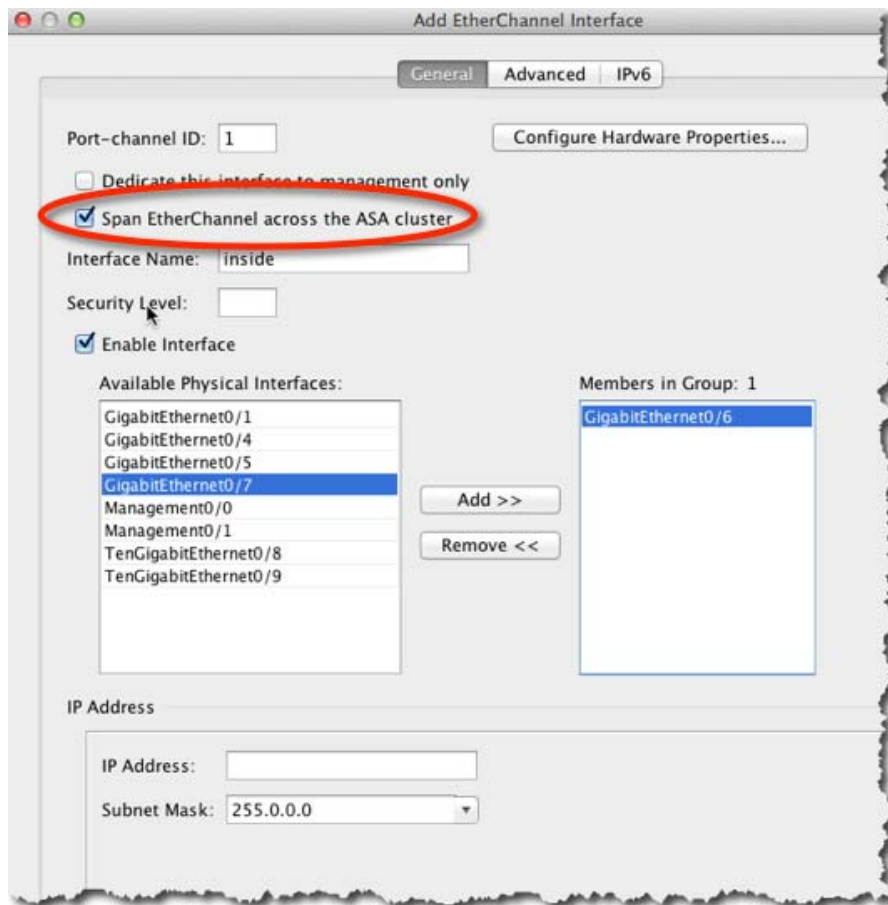 Add EtherChannel Interface
General Advanced IPv6
Port-channel ID: 1 Configure Hardware Properties...
Dedicate this interface to management only
Span EtherChannel across the ASA cluster
Interface Name: inside
Security Level:
Enable Interface
Available Physical Interfaces: Members in Group: 1
GigabitEthernet0/1
GigabitEthernet0/4
GigabitEthernet0/5
GigabitEthernet0/7
Management0/0
Management0/1
TenGigabitEthernet0/8
TenGigabitEthernet0/9
Add >>
Remove <<
GigabitEthernet0/6
IP Address
IP Address:
Subnet Mask: 255.0.0.0